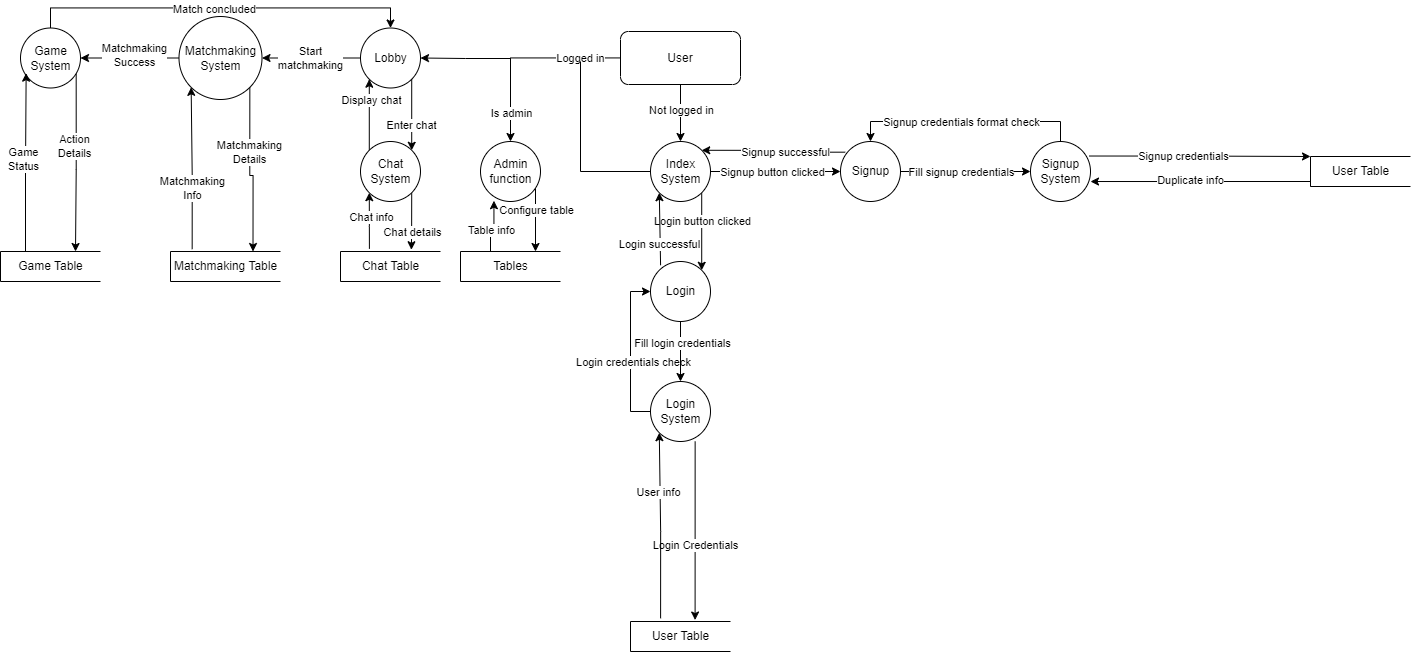 Match concluded
Game
System
Matchmaking
Success
Matchmaking
System
Start
matchmaking
Lobby
Logged in
User
Display chat
Enter chat
Is admin
Not logged in
Game
Status
Action
Details
Matchmaking
Info
Matchmaking
Details
Chat
System
Admin
function
Index
System
Signup successful
Signup button clicked
Signup
Signup credentials format check
Fill signup credentials
Signup
System
Signup credentials
Duplicate info
User Table
Chat info
Chat details
Table info
Configure table
Login button clicked
Login successful
Game Table
Matchmaking Table
Chat Table
Tables
Login
Fill login credentials
Login credentials check
Login
System
User info
Login Credentials
User Table